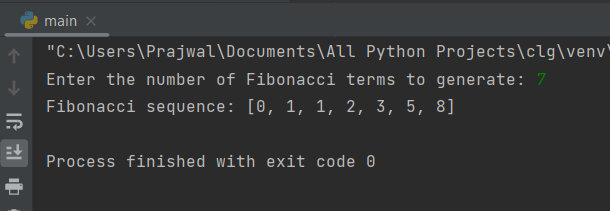 main
"C:\Users\Prajwal\Documents\All Python Projects\clg\venv\
Enter the number of Fibonacci terms to generate: 7
Fibonacci sequence: [0, 1, 1, 2, 3, 5, 8]
Process finished with exit code 0